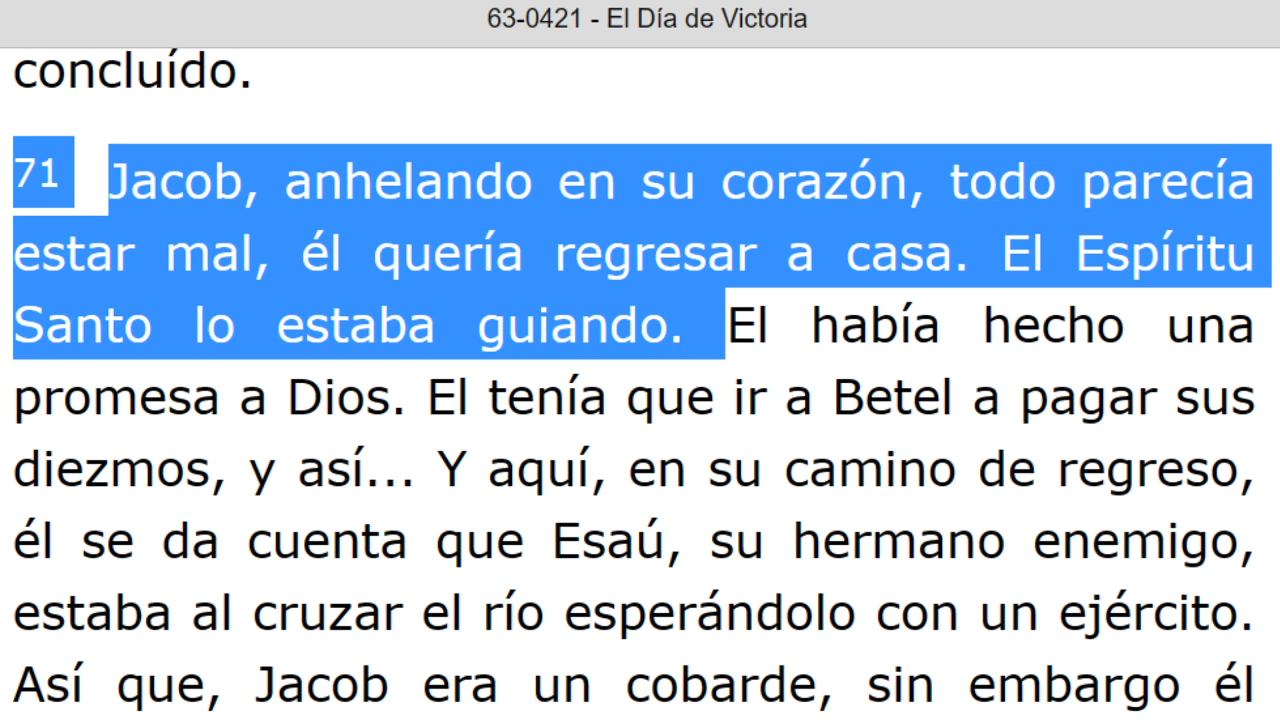 63-0421 - El Día de Victoria
concluído.
71 Jacob, anhelando en su corazón, todo parecía
estar mal, él quería regresar a casa. El Espíritu
Santo lo estaba guiando. El había hecho una
promesa a Dios. El tenía que ir a Betel a pagar sus
diezmos, y así... Y aquí, en su camino de regreso,
él se da cuenta que Esaú, su hermano enemigo,
estaba al cruzar el río esperándolo con un ejército.
Así que, Jacob era un cobarde, sin embargo él